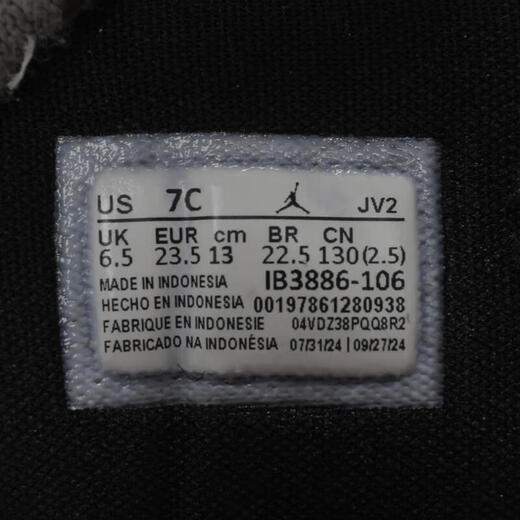 US 7C JV2
UK EUR cm BR CN
6.5 23.5 13 22.5 130(2.5)
MADE IN INDONESIA IB3886-106
HECHO EN INDONESIA 00197861280938
FABRIQUE EN INDONESIE 04VDZ38PQQ8R2
FABRICADO NA INDONÉSIA 07/31/24 | 09/27/24